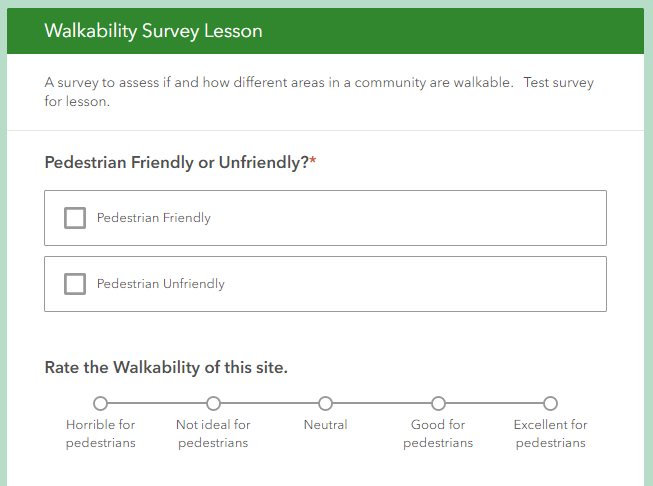 Walkability Survey Lesson
A survey to assess if and how different areas in a community are walkable.   Test survey
for lesson.
Pedestrian Friendly or Unfriendly?*
Pedestrian Friendly
Pedestrian Unfriendly
Rate the Walkability of this site.
Horrible for
pedestrians
Not ideal for
pedestrians
Neutral
Good for
pedestrians
Excellent for
pedestrians